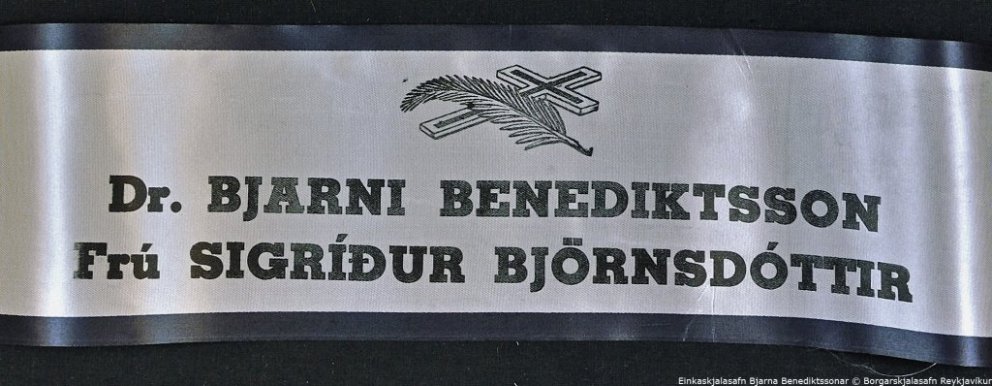 Dr. BJARNI BENEDIKTSSON
Frú SIGRÍÐUR BJÖRNSDÓTTIR
Einkaskjalasafn Bjarna Benediktssonar © Borgarskjalasafn Reykjavíkur